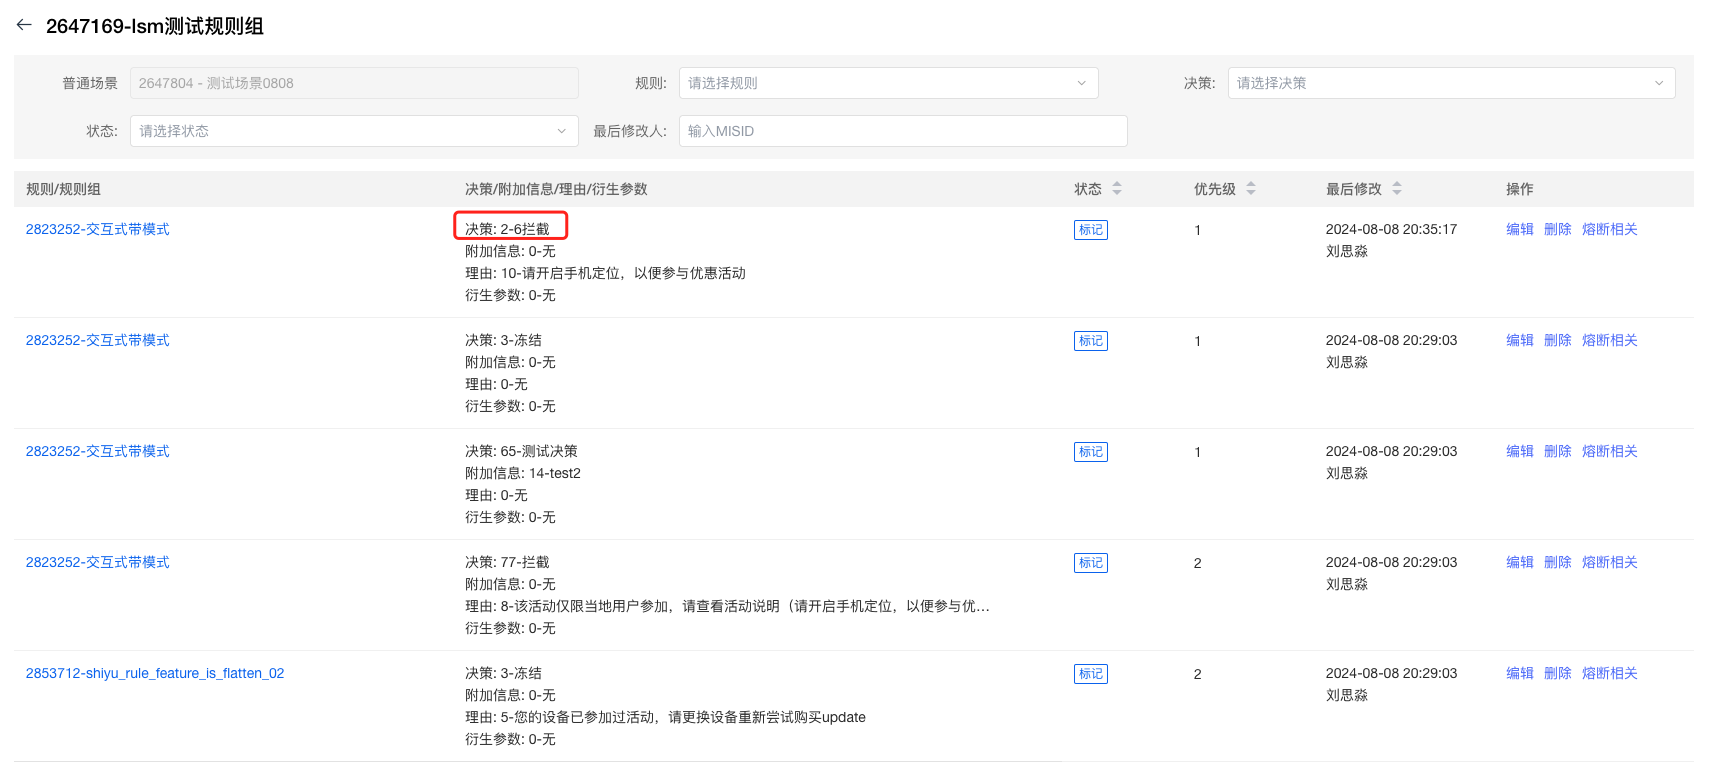 2647169-lsm测试规则组
普通场景 2647804 - 测试场景0808 规则: 请选择规则 决策: 请选择决策
状态: 请选择状态 最后修改人: 输入MISID
规则/规则组 决策/附加信息/理由/衍生参数 状态 优先级 最后修改 操作
2823252-交互式带模式 决策: 2-6拦截 标记 1 2024-08-08 20:35:17 编辑 删除 熔断相关
附加信息: 0-无 刘思淼
理由: 10-请开启手机定位，以便参与优惠活动
衍生参数: 0-无
2823252-交互式带模式 决策: 3-冻结 标记 1 2024-08-08 20:29:03 编辑 删除 熔断相关
附加信息: 0-无 刘思淼
理由: 0-无
衍生参数: 0-无
2823252-交互式带模式 决策: 65-测试决策 标记 1 2024-08-08 20:29:03 编辑 删除 熔断相关
附加信息: 14-test2 刘思淼
理由: 0-无
衍生参数: 0-无
2823252-交互式带模式 决策: 77-拦截 标记 2 2024-08-08 20:29:03 编辑 删除 熔断相关
附加信息: 0-无 刘思淼
理由: 8-该活动仅限当地用户参加，请查看活动说明（请开启手机定位，以便参与优...
衍生参数: 0-无
2853712-shiyu_rule_feature_is_flatten_02 决策: 3-冻结 标记 2 2024-08-08 20:29:03 编辑 删除 熔断相关
附加信息: 0-无 刘思淼
理由: 5-您的设备已参加过活动，请更换设备重新尝试购买update
衍生参数: 0-无